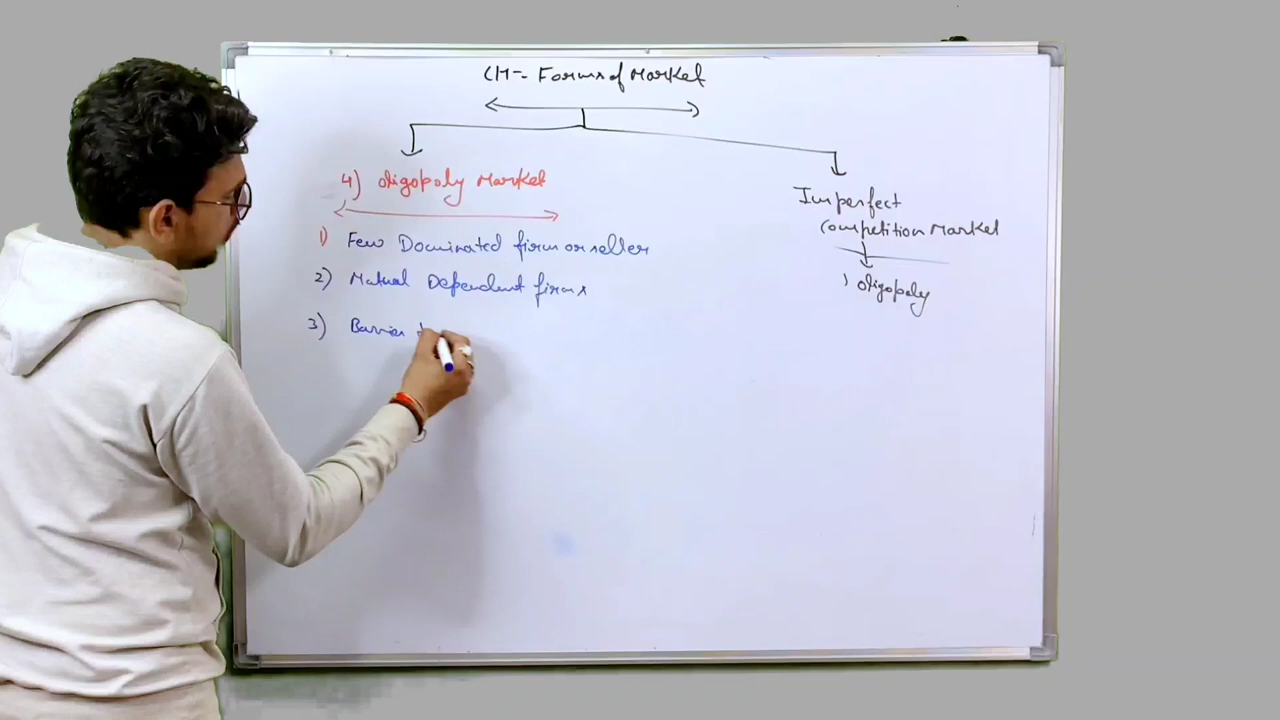 CH-- Forms of Market
4) Oligopoly Market
1) Few Dominated firm or seller
2) Mutual Dependent firms
3) Barrier
Imperfect
Competition Market
1) Oligopoly